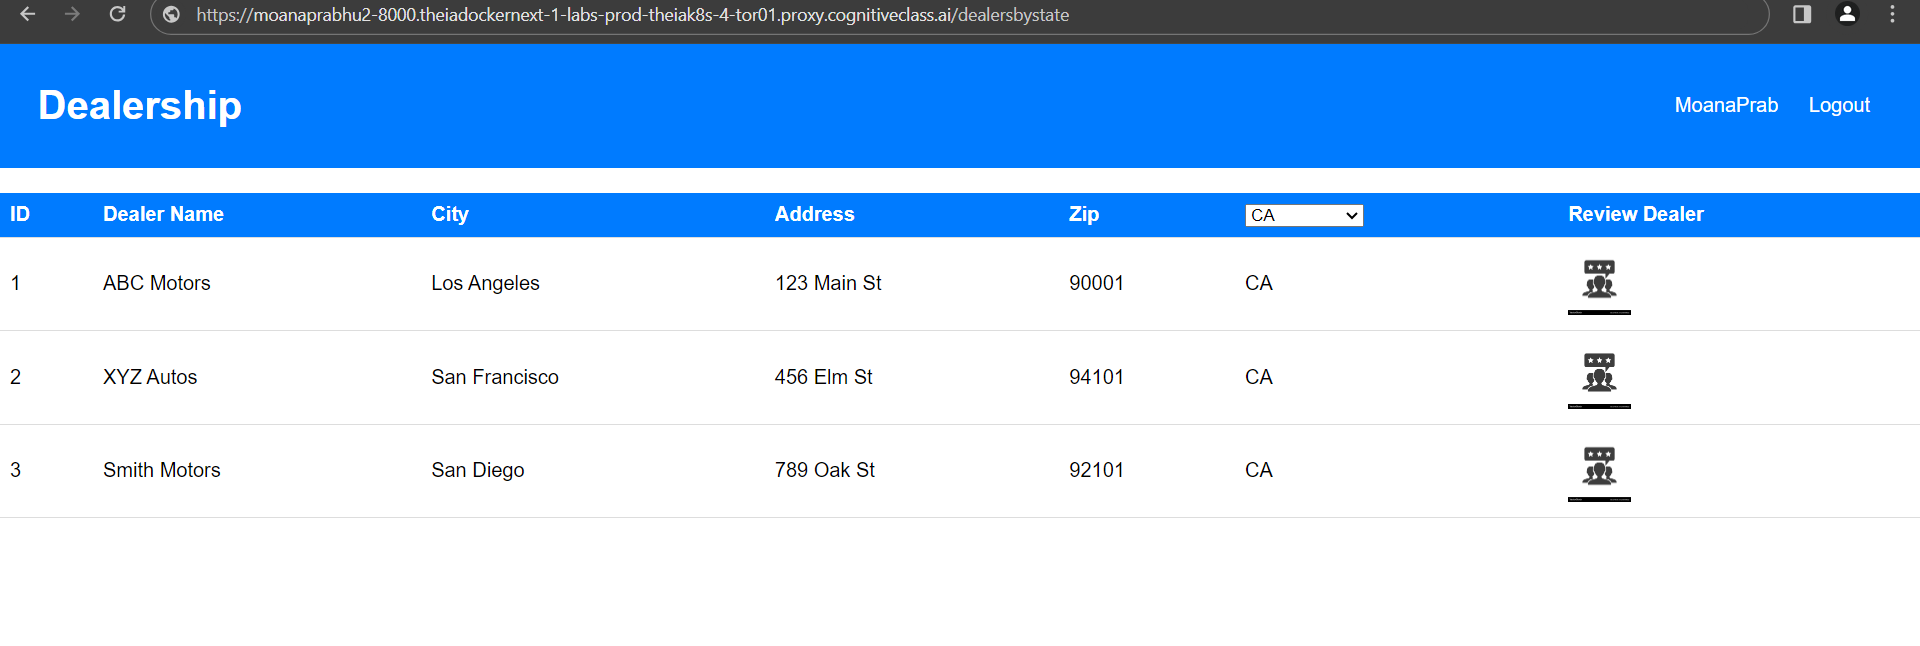 https://moanaprabhu2-8000.theiadockernext-1-labs-prod-theiak8s-4-tor01.proxy.cognitiveclass.ai/dealersbystate
Dealership MoanaPrab Logout
ID Dealer Name City Address Zip CA Review Dealer
1 ABC Motors Los Angeles 123 Main St 90001 CA
2 XYZ Autos San Francisco 456 Elm St 94101 CA
3 Smith Motors San Diego 789 Oak St 92101 CA